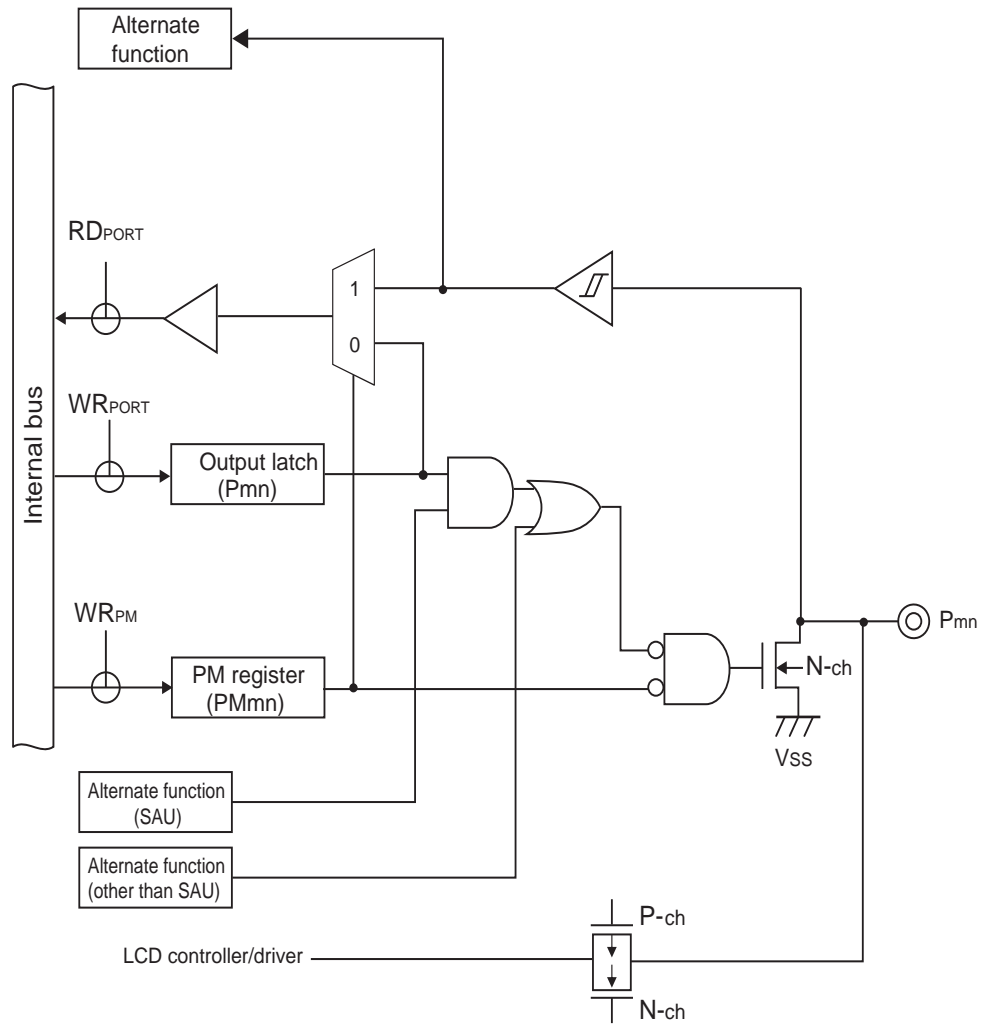 Alternate
function
RDPORT
1
0
WRPORT
Internal bus
Output latch
(Pmn)
WRPM
Pmn
PM register
(PMmn)
N-ch
VSS
Alternate function
(SAU)
Alternate function
(other than SAU)
P-ch
LCD controller/driver
N-ch